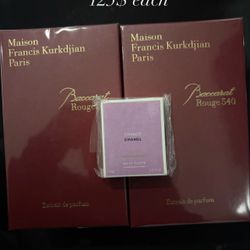 125$ each
Maison
Francis Kurkdjian
Paris
Baccarat
Rouge 540
Extrait de parfum
Maison
Francis Kurkdjian
Paris
Baccarat
Rouge 540
Extrait de parfum
CHANCE
CHANEL